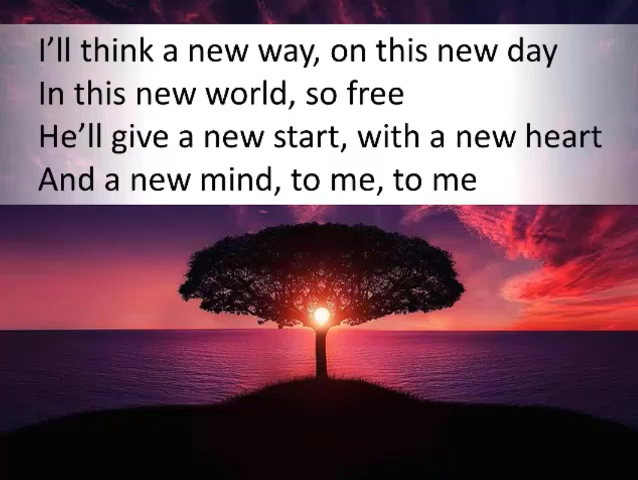 I’ll think a new way, on this new day
In this new world, so free
He’ll give a new start, with a new heart
And a new mind, to me, to me